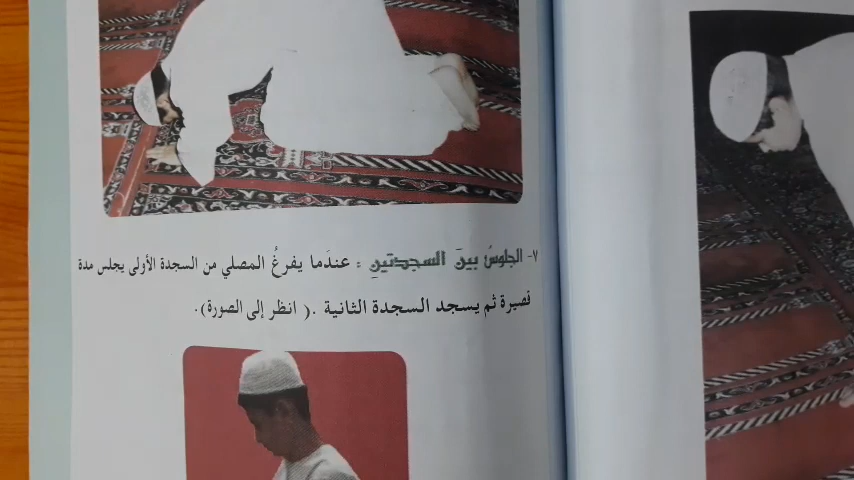 ٧- الجلوسُ بينَ السجدتينِ : عندَما يفرغُ المصلي من السجدة الأولى يجلس مدة
قصيرة ثم يسجد السجدة الثانية .( انظر إلى الصورة).